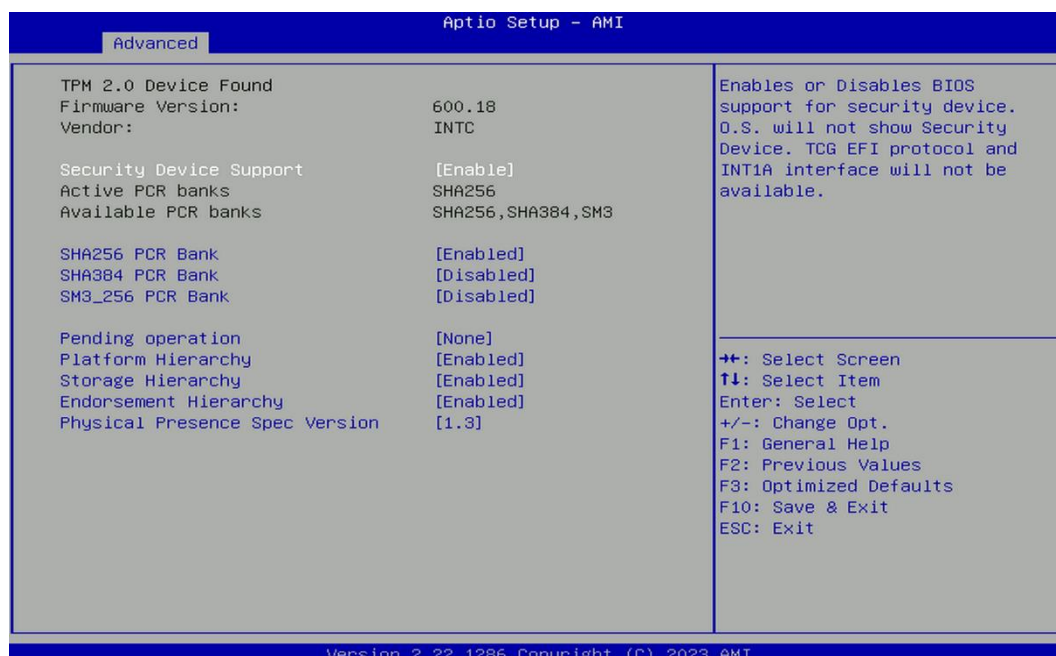 Aptio Setup – AMI
Advanced
TPM 2.0 Device Found
Firmware Version: 600.18
Vendor: INTC
Security Device Support [Enable]
Active PCR banks SHA256
Available PCR banks SHA256,SHA384,SM3
SHA256 PCR Bank [Enabled]
SHA384 PCR Bank [Disabled]
SM3_256 PCR Bank [Disabled]
Pending operation [None]
Platform Hierarchy [Enabled]
Storage Hierarchy [Enabled]
Endorsement Hierarchy [Enabled]
Physical Presence Spec Version [1.3]
Enables or Disables BIOS
support for security device.
O.S. will not show Security
Device. TCG EFI protocol and
INT1A interface will not be
available.
→←: Select Screen
↑↓: Select Item
Enter: Select
+/-: Change Opt.
F1: General Help
F2: Previous Values
F3: Optimized Defaults
F10: Save & Exit
ESC: Exit
Version 2.22.1286 Copyright (C) 2023 AMI